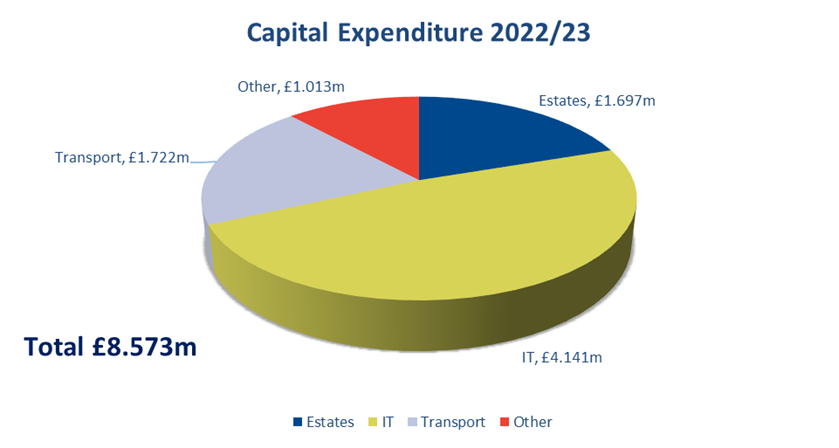 Capital Expenditure 2022/23
Other, £1.013m
Estates, £1.697m
Transport, £1.722m
Total £8.573m
IT, £4.141m
Estates IT Transport Other